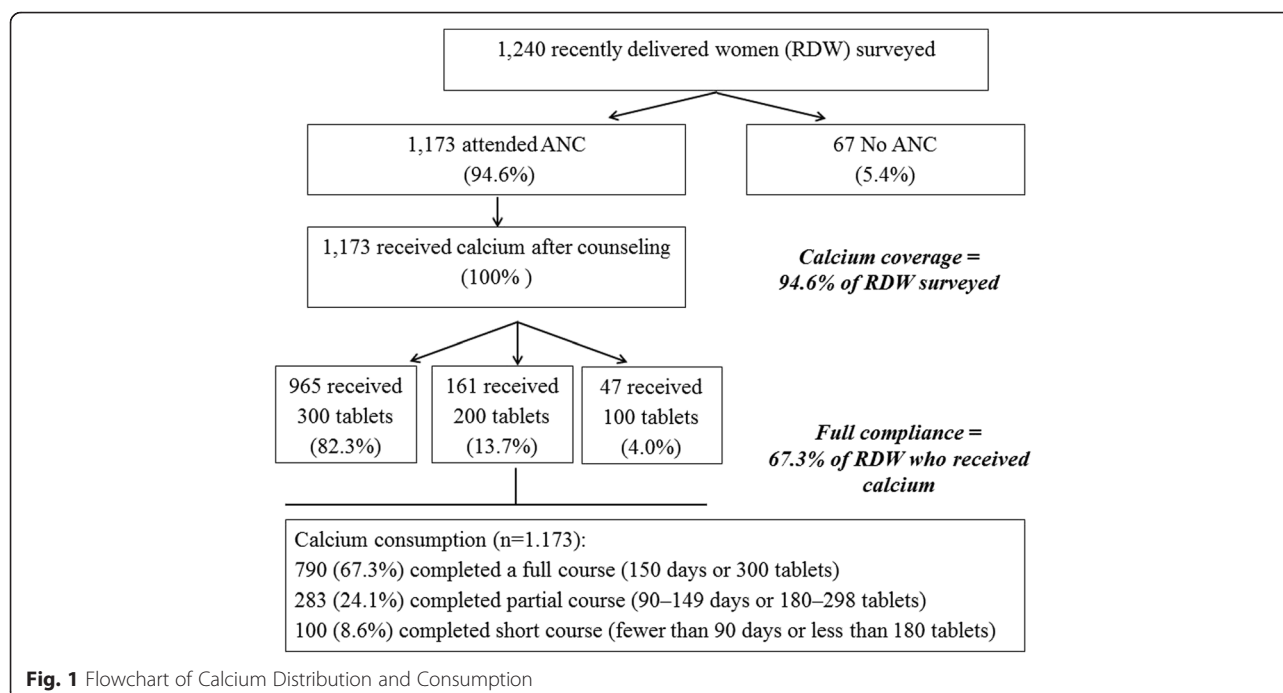 1,240 recently delivered women (RDW) surveyed
1,173 attended ANC
(94.6%)
67 No ANC
(5.4%)
1,173 received calcium after counseling
(100% )
Calcium coverage =
94.6% of RDW surveyed
965 received
300 tablets
(82.3%)
161 received
200 tablets
(13.7%)
47 received
100 tablets
(4.0%)
Full compliance =
67.3% of RDW who received
calcium
Calcium consumption (n=1.173):
790 (67.3%) completed a full course (150 days or 300 tablets)
283 (24.1%) completed partial course (90–149 days or 180–298 tablets)
100 (8.6%) completed short course (fewer than 90 days or less than 180 tablets)
Fig. 1 Flowchart of Calcium Distribution and Consumption